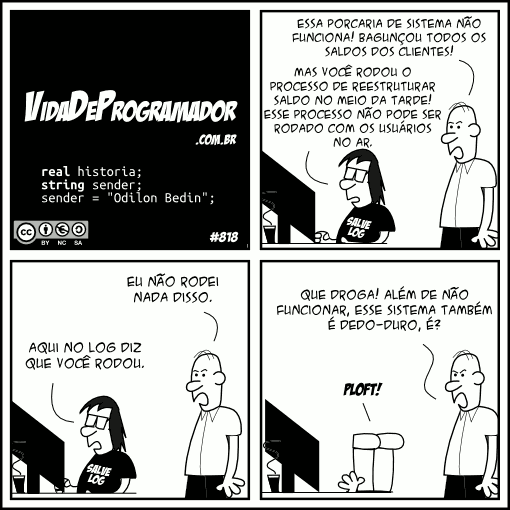 VIDADEPROGRAMADOR
.COM.BR
real historia;
string sender;
sender = "Odilon Bedin";
CC BY NC SA
#818
ESSA PORCARIA DE SISTEMA NÃO
FUNCIONA! BAGUNÇOU TODOS OS
SALDOS DOS CLIENTES!
MAS VOCÊ RODOU O
PROCESSO DE REESTRUTURAR
SALDO NO MEIO DA TARDE!
ESSE PROCESSO NÃO PODE SER
RODADO COM OS USUÁRIOS
NO AR.
SALVE
LOG
EU NÃO RODEI
NADA DISSO.
AQUI NO LOG DIZ
QUE VOCÊ RODOU.
SALVE
LOG
QUE DROGA! ALÉM DE NÃO
FUNCIONAR, ESSE SISTEMA TAMBÉM
É DEDO-DURO, É?
PLOFT!